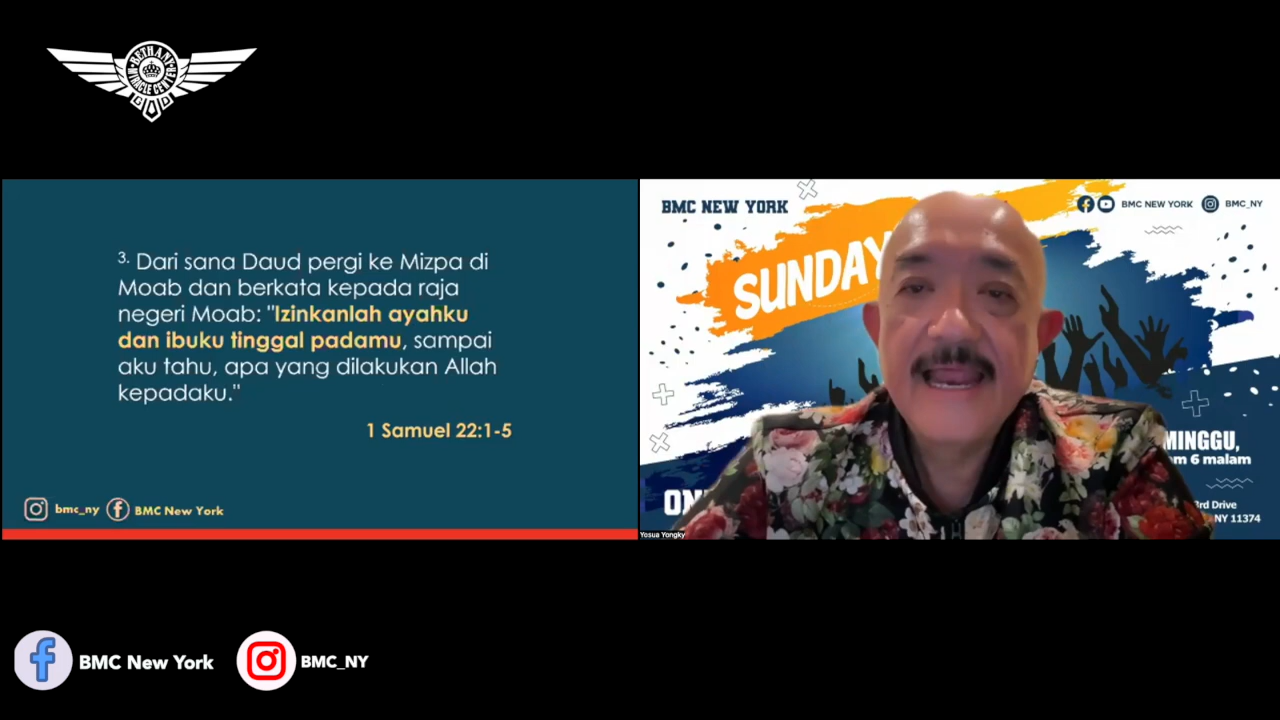 BETHANY
MIRACLE CENTER
3. Dari sana Daud pergi ke Mizpa di
Moab dan berkata kepada raja
negeri Moab: "Izinkanlah ayahku
dan ibuku tinggal padamu, sampai
aku tahu, apa yang dilakukan Allah
kepadaku."
1 Samuel 22:1-5
bmc_ny BMC New York
BMC NEW YORK
BMC NEW YORK BMC_NY
SUNDAY
MINGGU,
6 malam
Drive
NY 11374
Yosua Yongky
BMC New York BMC_NY